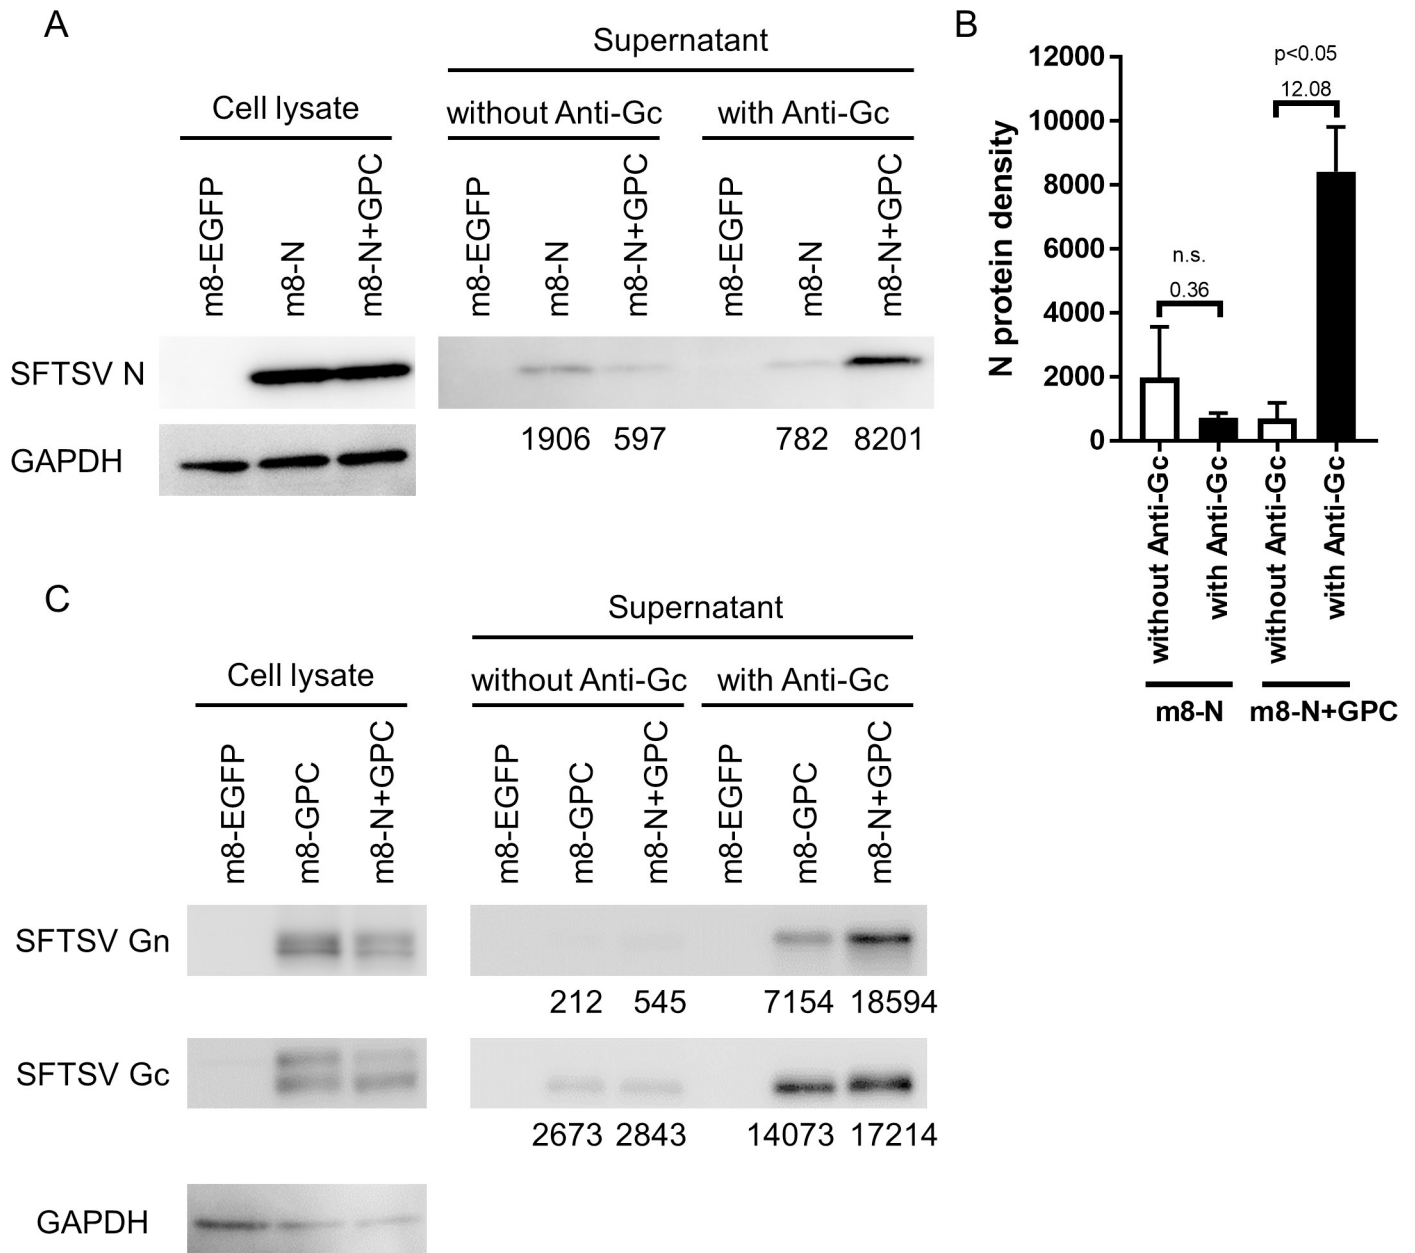 A
Supernatant
Cell lysate
without Anti-Gc
with Anti-Gc
m8-EGFP
m8-N
m8-N+GPC
m8-EGFP
m8-N
m8-N+GPC
m8-EGFP
m8-N
m8-N+GPC
SFTSV N
1906
597
782
8201
GAPDH
B
N protein density
12000
10000
8000
6000
4000
2000
0
n.s.
0.36
p<0.05
12.08
without Anti-Gc
with Anti-Gc
without Anti-Gc
with Anti-Gc
m8-N
m8-N+GPC
C
Supernatant
Cell lysate
without Anti-Gc
with Anti-Gc
m8-EGFP
m8-GPC
m8-N+GPC
m8-EGFP
m8-GPC
m8-N+GPC
m8-EGFP
m8-GPC
m8-N+GPC
SFTSV Gn
212
545
7154
18594
SFTSV Gc
2673
2843
14073
17214
GAPDH